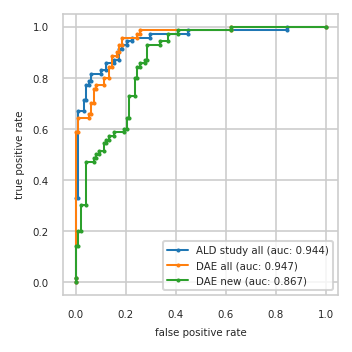 1.0
0.8
0.6
0.4
0.2
0.0
true positive rate
ALD study all (auc: 0.944)
DAE all (auc: 0.947)
DAE new (auc: 0.867)
0.0 0.2 0.4 0.6 0.8 1.0
false positive rate